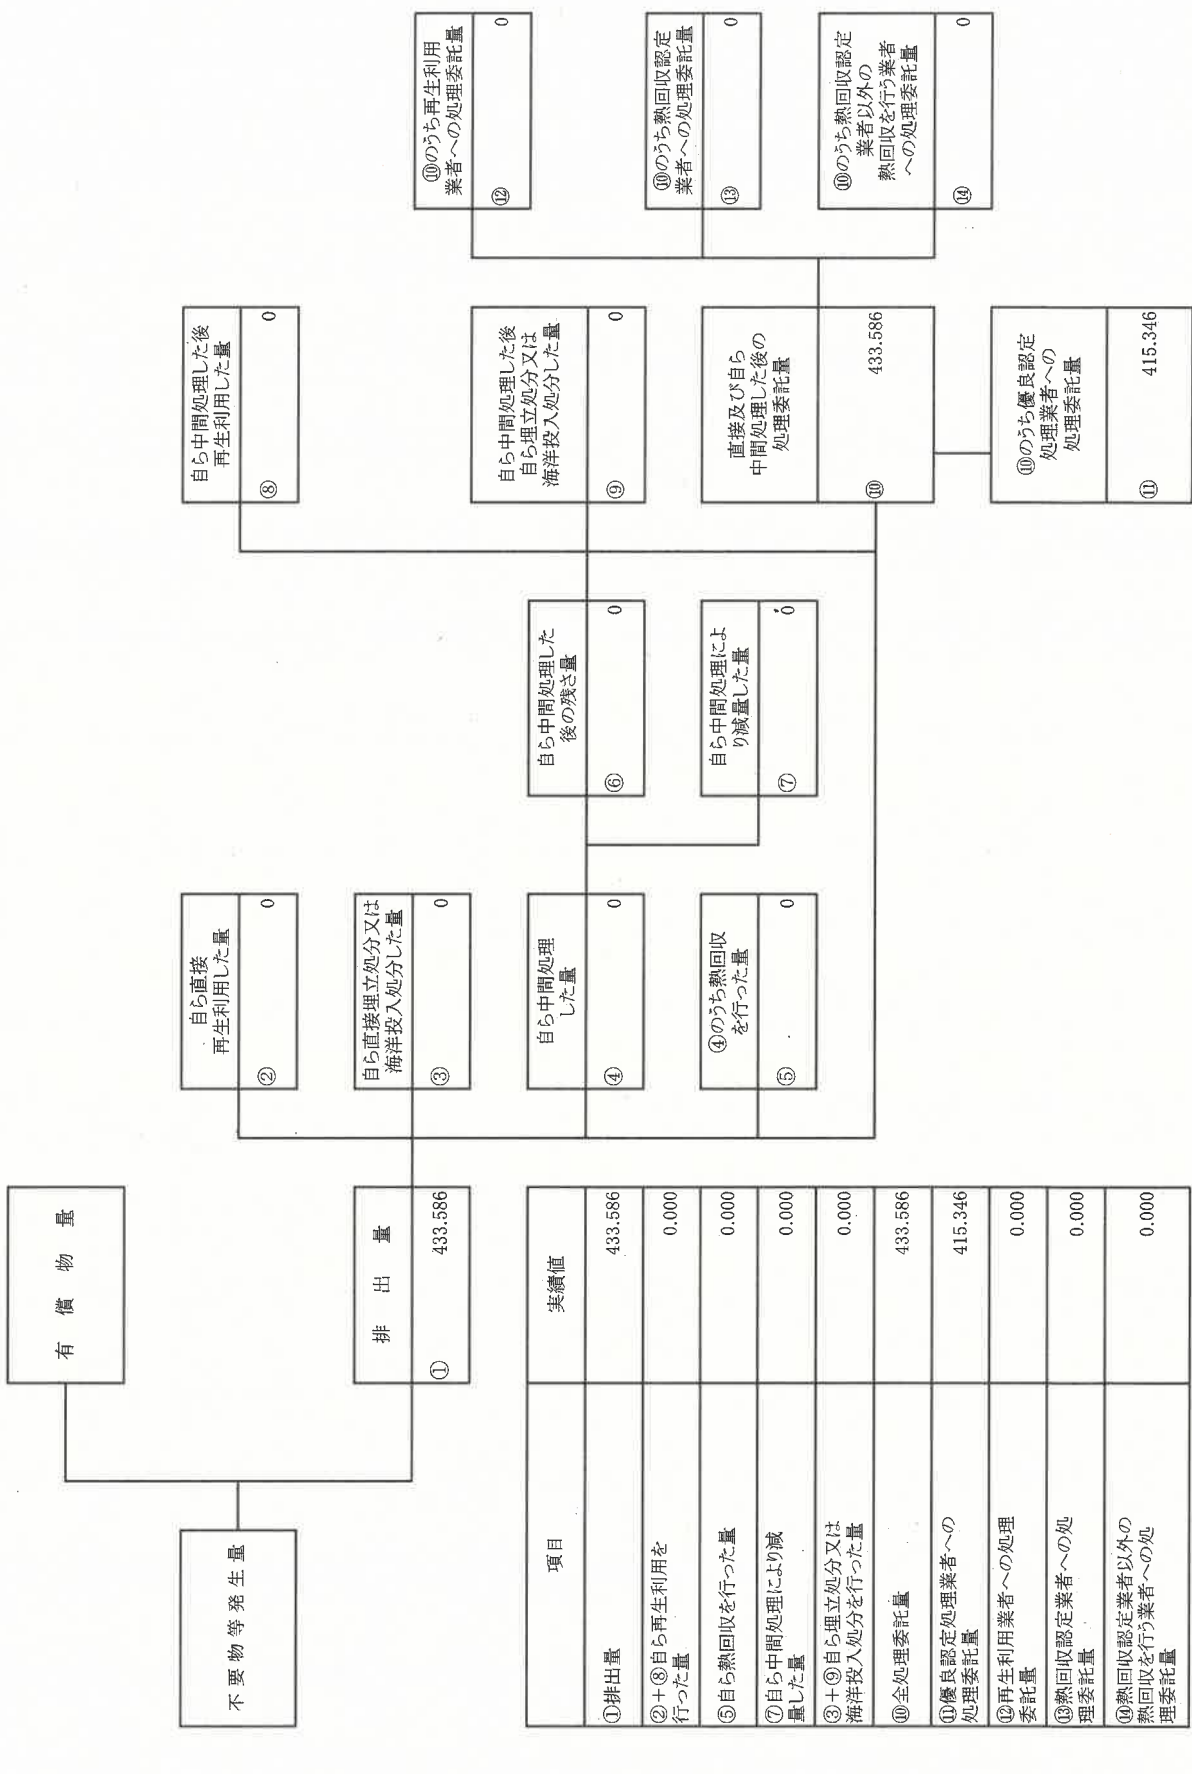 不要物等発生量
有償物量
排出量
① 433.586
自ら直接
再生利用した量
② 0
自ら直接埋立処分又は
海洋投入処分した量
③ 0
自ら中間処理
した量
④ 0
④のうち熱回収
を行った量
⑤ 0
自ら中間処理した
後の残さ量
⑥ 0
自ら中間処理によ
り減量した量
⑦ 0
自ら中間処理した後
再生利用した量
⑧ 0
自ら中間処理した後
自ら埋立処分又は
海洋投入処分した量
⑨ 0
直接及び自ら
中間処理した後の
処理委託量
⑩ 433.586
⑩のうち優良認定
処理業者への
処理委託量
⑪ 415.346
⑩のうち再生利用
業者への処理委託量
⑫ 0
⑩のうち熱回収認定
業者への処理委託量
⑬ 0
⑩のうち熱回収認定
業者以外の
熱回収を行う業者
への処理委託量
⑭ 0
項目 実績値
①排出量 433.586
②+⑧自ら再生利用を
行った量 0.000
⑤自ら熱回収を行った量 0.000
⑦自ら中間処理により減
量した量 0.000
③+⑨自ら埋立処分又は
海洋投入処分を行った量 0.000
⑩全処理委託量 433.586
⑪優良認定処理業者への
処理委託量 415.346
⑫再生利用業者への処理
委託量 0.000
⑬熱回収認定業者への処
理委託量 0.000
⑭熱回収認定業者以外の
熱回収を行う業者への処
理委託量 0.000